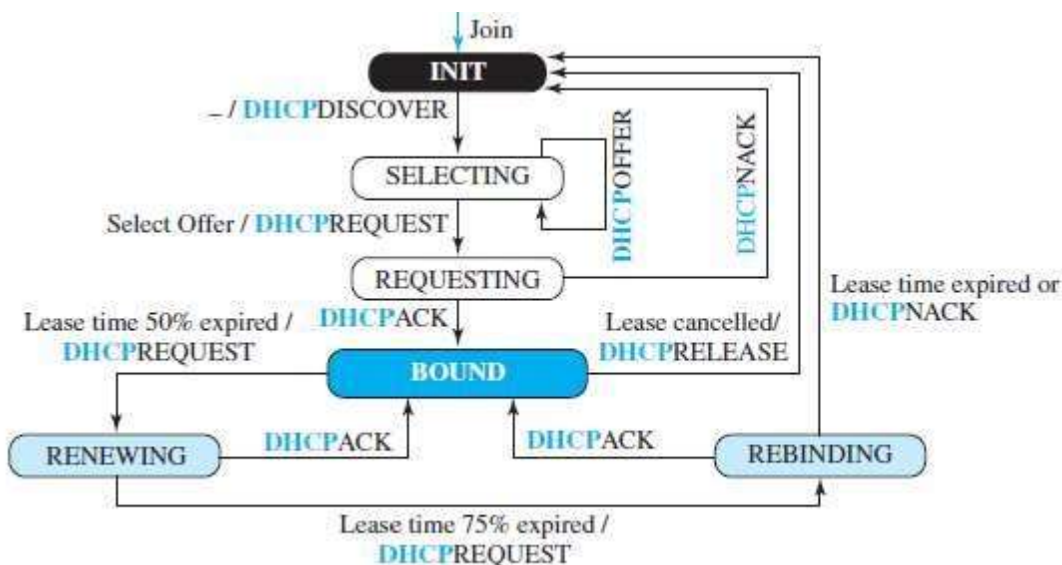 Join
INIT
– / DHCPDISCOVER
SELECTING
DHCPOFFER
DHCPNACK
Select Offer / DHCPREQUEST
REQUESTING
Lease time expired or
DHCPNACK
Lease time 50% expired /
DHCPREQUEST
DHCPACK
Lease cancelled/
DHCPRELEASE
BOUND
RENEWING
DHCPACK
DHCPACK
REBINDING
Lease time 75% expired /
DHCPREQUEST